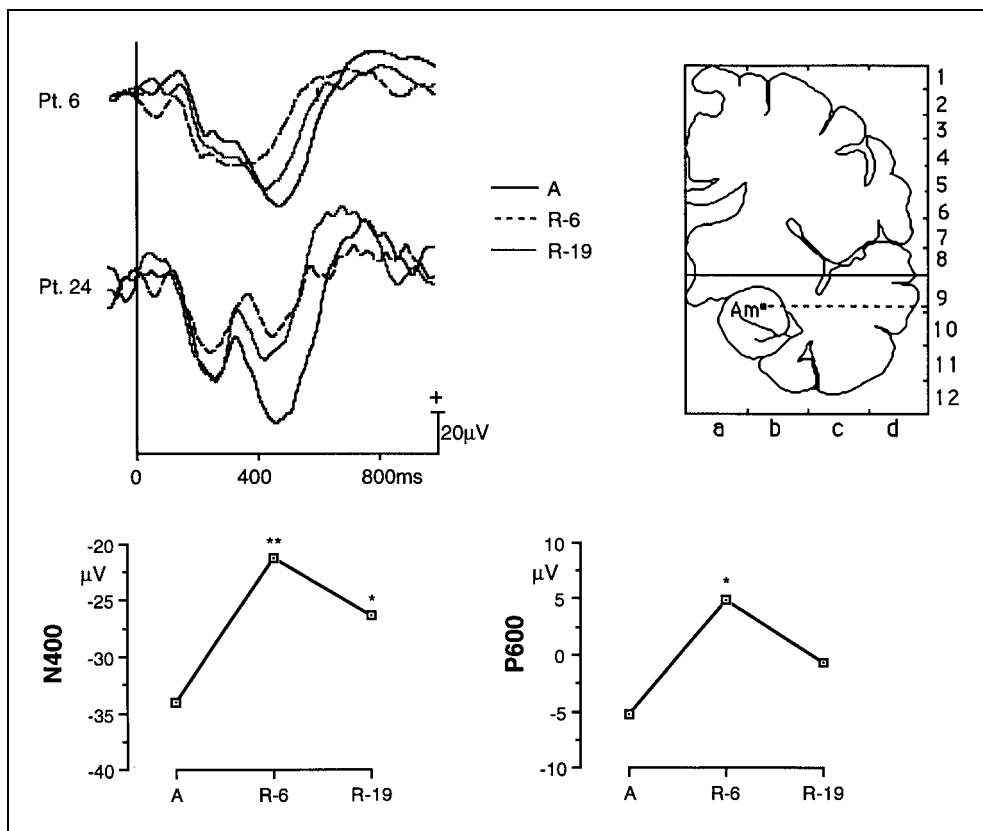 Pt. 6
Pt. 24
+
20µV
0 400 800ms
A
R-6
R-19
1
2
3
4
5
6
7
8
9
10
11
12
Am
a b c d
N400
µV
-20
-25
-30
-35
-40
**
*
A R-6 R-19
P600
µV
10
5
0
-5
-10
*
A R-6 R-19